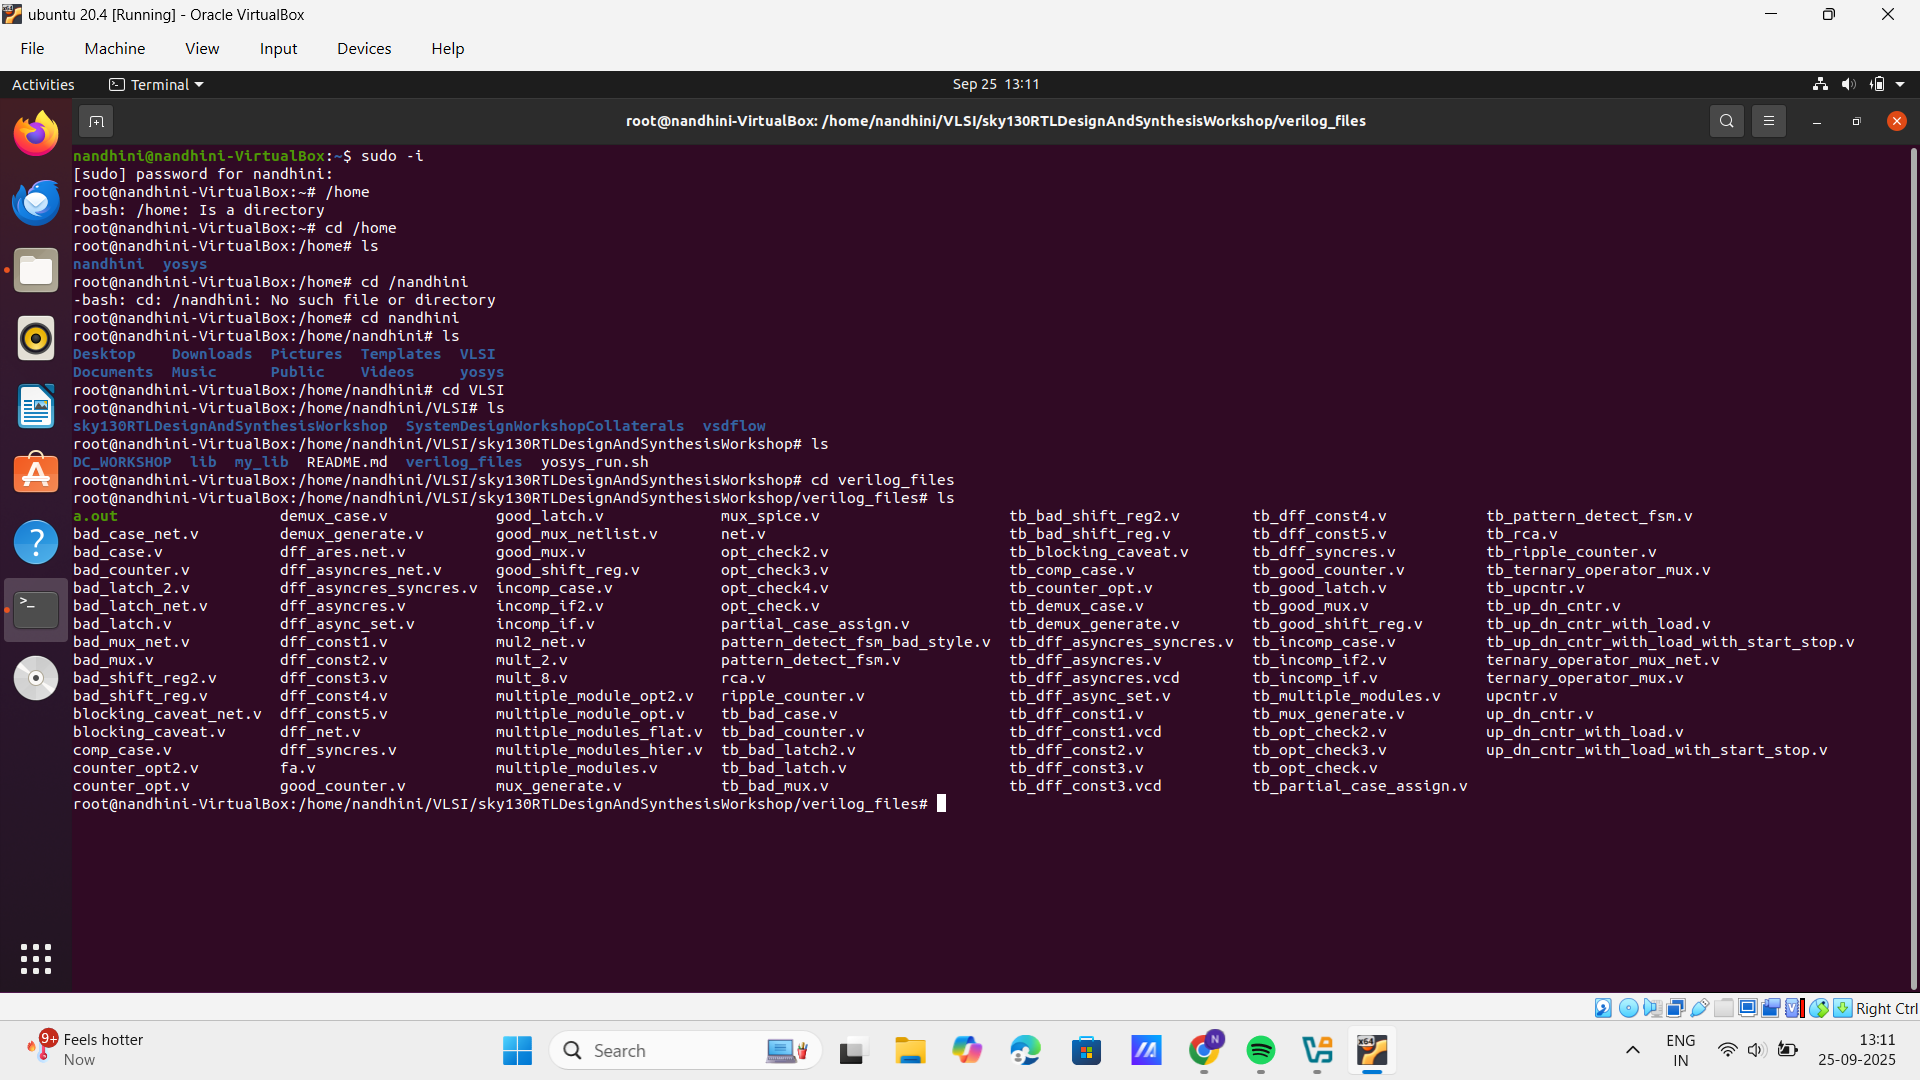 ubuntu 20.4 [Running] - Oracle VirtualBox
File Machine View Input Devices Help
Activities Terminal Sep 25 13:11
root@nandhini-VirtualBox: /home/nandhini/VLSI/sky130RTLDesignAndSynthesisWorkshop/verilog_files
nandhini@nandhini-VirtualBox:~$ sudo -i
[sudo] password for nandhini:
root@nandhini-VirtualBox:~# /home
-bash: /home: Is a directory
root@nandhini-VirtualBox:~# cd /home
root@nandhini-VirtualBox:/home# ls
nandhini yosys
root@nandhini-VirtualBox:/home# cd /nandhini
-bash: cd: /nandhini: No such file or directory
root@nandhini-VirtualBox:/home# cd nandhini
root@nandhini-VirtualBox:/home/nandhini# ls
Desktop Downloads Pictures Templates VLSI
Documents Music Public Videos yosys
root@nandhini-VirtualBox:/home/nandhini# cd VLSI
root@nandhini-VirtualBox:/home/nandhini/VLSI# ls
sky130RTLDesignAndSynthesisWorkshop SystemDesignWorkshopCollaterals vsdflow
root@nandhini-VirtualBox:/home/nandhini/VLSI/sky130RTLDesignAndSynthesisWorkshop# ls
DC_WORKSHOP lib my_lib README.md verilog_files yosys_run.sh
root@nandhini-VirtualBox:/home/nandhini/VLSI/sky130RTLDesignAndSynthesisWorkshop# cd verilog_files
root@nandhini-VirtualBox:/home/nandhini/VLSI/sky130RTLDesignAndSynthesisWorkshop/verilog_files# ls
a.out demux_case.v good_latch.v mux_spice.v tb_bad_shift_reg2.v tb_dff_const4.v tb_pattern_detect_fsm.v
bad_case_net.v demux_generate.v good_mux_netlist.v net.v tb_bad_shift_reg.v tb_dff_const5.v tb_rca.v
bad_case.v dff_ares.net.v good_mux.v opt_check2.v tb_blocking_caveat.v tb_dff_syncres.v tb_ripple_counter.v
bad_counter.v dff_asyncres_net.v good_shift_reg.v opt_check3.v tb_comp_case.v tb_good_counter.v tb_ternary_operator_mux.v
bad_latch_2.v dff_asyncres_syncres.v incomp_case.v opt_check4.v tb_counter_opt.v tb_good_latch.v tb_upcntr.v
bad_latch_net.v dff_asyncres.v incomp_if2.v opt_check.v tb_demux_case.v tb_good_mux.v tb_up_dn_cntr.v
bad_latch.v dff_async_set.v incomp_if.v partial_case_assign.v tb_demux_generate.v tb_good_shift_reg.v tb_up_dn_cntr_with_load.v
bad_mux_net.v dff_const1.v mul2_net.v pattern_detect_fsm_bad_style.v tb_dff_asyncres_syncres.v tb_incomp_case.v tb_up_dn_cntr_with_load_with_start_stop.v
bad_mux.v dff_const2.v mult_2.v pattern_detect_fsm.v tb_dff_asyncres.v tb_incomp_if2.v ternary_operator_mux_net.v
bad_shift_reg2.v dff_const3.v mult_8.v rca.v tb_dff_asyncres.vcd tb_incomp_if.v ternary_operator_mux.v
bad_shift_reg.v dff_const4.v multiple_module_opt2.v ripple_counter.v tb_dff_async_set.v tb_multiple_modules.v upcntr.v
blocking_caveat_net.v dff_const5.v multiple_module_opt.v tb_bad_case.v tb_dff_const1.v tb_mux_generate.v up_dn_cntr.v
blocking_caveat.v dff_net.v multiple_modules_flat.v tb_bad_counter.v tb_dff_const1.vcd tb_opt_check2.v up_dn_cntr_with_load.v
comp_case.v dff_syncres.v multiple_modules_hier.v tb_bad_latch2.v tb_dff_const2.v tb_opt_check3.v up_dn_cntr_with_load_with_start_stop.v
counter_opt2.v fa.v multiple_modules.v tb_bad_latch.v tb_dff_const3.v tb_opt_check.v
counter_opt.v good_counter.v mux_generate.v tb_bad_mux.v tb_dff_const3.vcd tb_partial_case_assign.v
root@nandhini-VirtualBox:/home/nandhini/VLSI/sky130RTLDesignAndSynthesisWorkshop/verilog_files#
Right Ctrl
9+ Feels hotter
Now
Search
N
x64
ENG
IN
13:11
25-09-2025